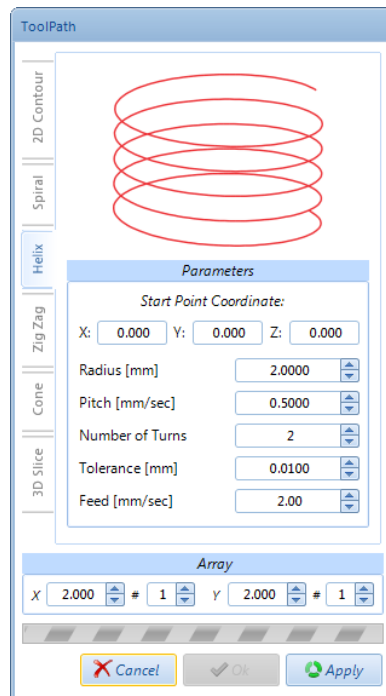 ToolPath
2D Contour
Spiral
Helix
Zig Zag
Cone
3D Slice
Parameters
Start Point Coordinate:
X: 0.000 Y: 0.000 Z: 0.000
Radius [mm] 2.0000
Pitch [mm/sec] 0.5000
Number of Turns 2
Tolerance [mm] 0.0100
Feed [mm/sec] 2.00
Array
X 2.000 # 1 Y 2.000 # 1
Cancel Ok Apply